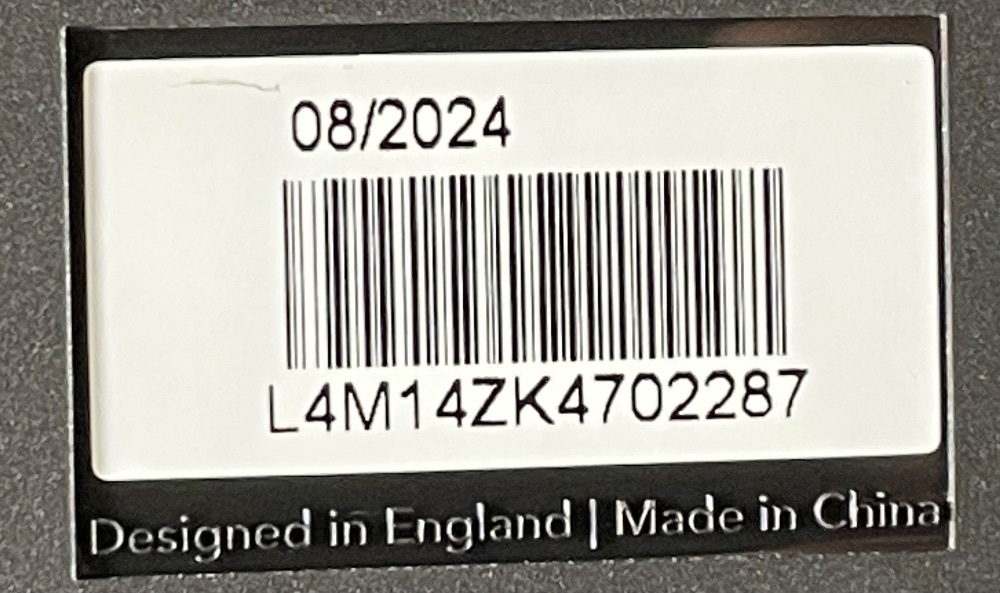 08/2024
L4M14ZK4702287
Designed in England | Made in China